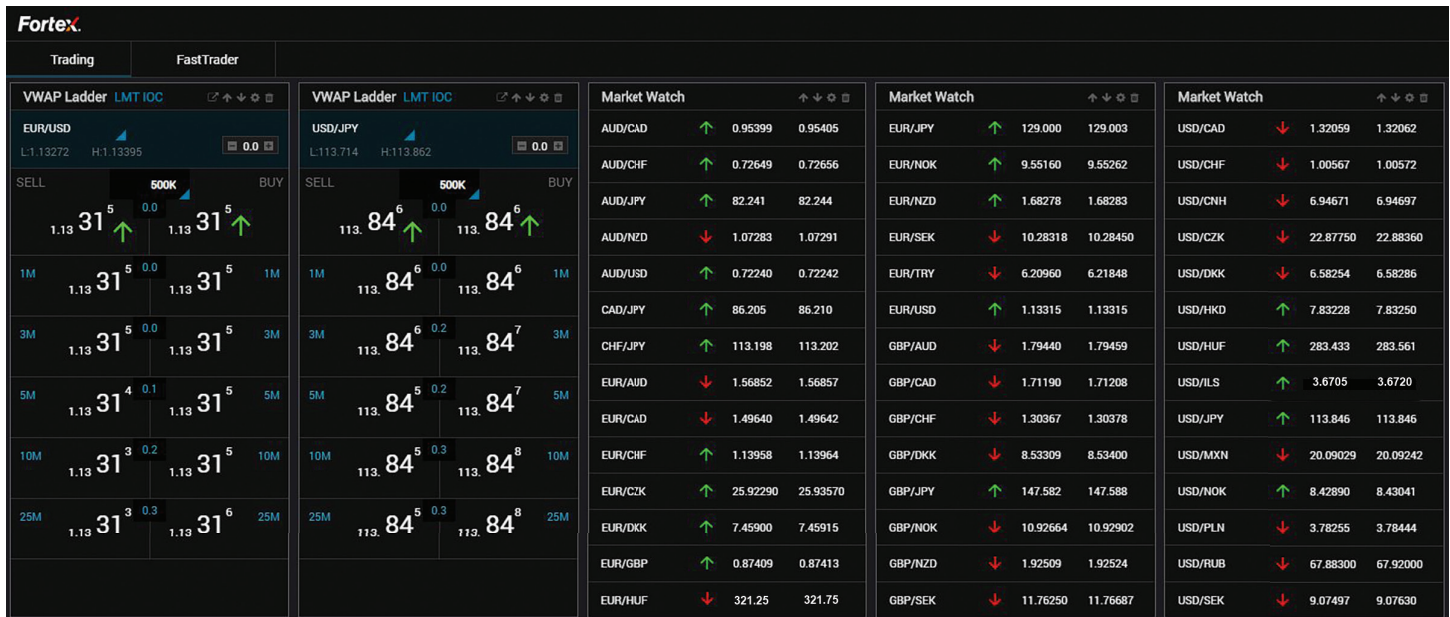 Fortex.
Trading FastTrader
VWAP Ladder LMT IOC
EUR/USD
L:1.13272 H:1.13395 0.0
SELL 500K BUY
1.13 31 5 0.0 1.13 31 5
1M 1.13 31 5 0.0 1.13 31 5 1M
3M 1.13 31 5 0.0 1.13 31 5 3M
5M 1.13 31 4 0.1 1.13 31 5 5M
10M 1.13 31 3 0.2 1.13 31 5 10M
25M 1.13 31 3 0.3 1.13 31 6 25M
VWAP Ladder LMT IOC
USD/JPY
L:113.714 H:113.862 0.0
SELL 500K BUY
113. 84 6 0.0 113. 84 6
1M 113. 84 6 0.0 113. 84 6 1M
3M 113. 84 6 0.2 113. 84 7 3M
5M 113. 84 5 0.2 113. 84 7 5M
10M 113. 84 5 0.3 113. 84 8 10M
25M 113. 84 5 0.3 113. 84 8 25M
Market Watch
AUD/CAD 0.95399 0.95405
AUD/CHF 0.72649 0.72656
AUD/JPY 82.241 82.244
AUD/NZD 1.07283 1.07291
AUD/USD 0.72240 0.72242
CAD/JPY 86.205 86.210
CHF/JPY 113.198 113.202
EUR/AUD 1.56852 1.56857
EUR/CAD 1.49640 1.49642
EUR/CHF 1.13958 1.13964
EUR/CZK 25.92290 25.93570
EUR/DKK 7.45900 7.45915
EUR/GBP 0.87409 0.87413
EUR/HUF 321.25 321.75
Market Watch
EUR/JPY 129.000 129.003
EUR/NOK 9.55160 9.55262
EUR/NZD 1.68278 1.68283
EUR/SEK 10.28318 10.28450
EUR/TRY 6.20960 6.21848
EUR/USD 1.13315 1.13315
GBP/AUD 1.79440 1.79459
GBP/CAD 1.71190 1.71208
GBP/CHF 1.30367 1.30378
GBP/DKK 8.53309 8.53400
GBP/JPY 147.582 147.588
GBP/NOK 10.92664 10.92902
GBP/NZD 1.92509 1.92524
GBP/SEK 11.76250 11.76687
Market Watch
USD/CAD 1.32059 1.32062
USD/CHF 1.00567 1.00572
USD/CNH 6.94671 6.94697
USD/CZK 22.87750 22.88360
USD/DKK 6.58254 6.58286
USD/HKD 7.83228 7.83250
USD/HUF 283.433 283.561
USD/ILS 3.6705 3.6720
USD/JPY 113.846 113.846
USD/MXN 20.09029 20.09242
USD/NOK 8.42890 8.43041
USD/PLN 3.78255 3.78444
USD/RUB 67.88300 67.92000
USD/SEK 9.07497 9.07630